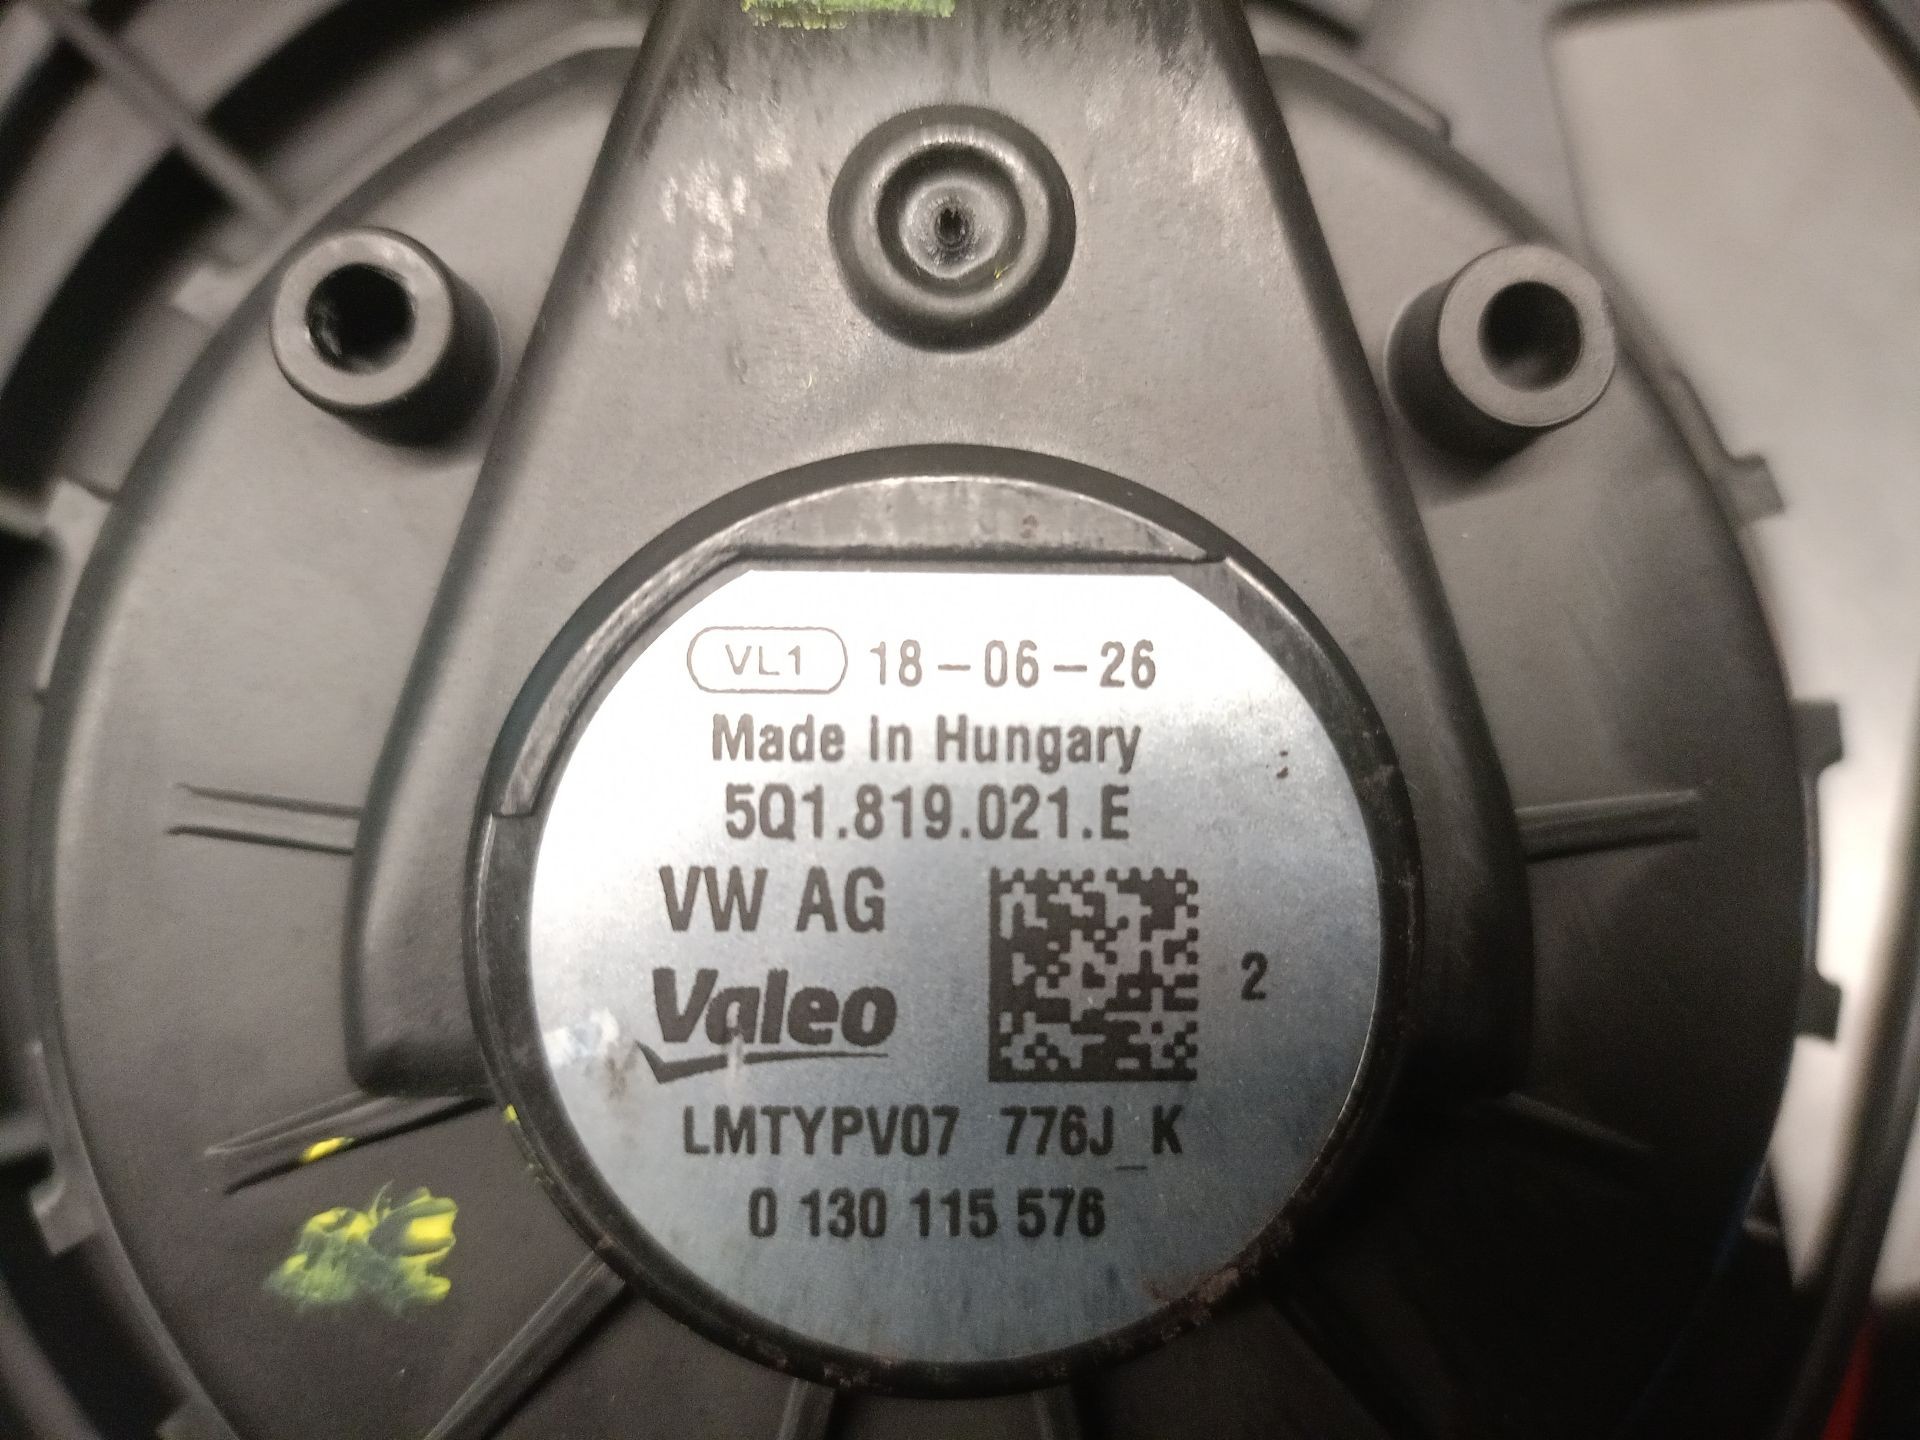 VL1 18-06-26
Made In Hungary
5Q1.819.021.E
VW AG
2
Valeo
LMTYPV07 776J_K
0 130 115 576